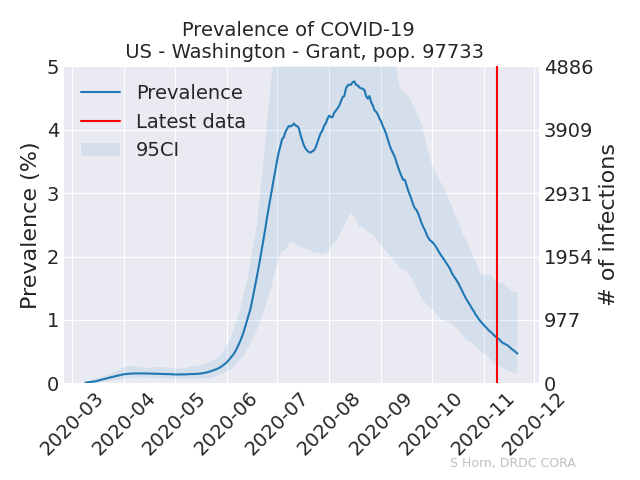 Prevalence of COVID-19
US - Washington - Grant, pop. 97733
Prevalence
Latest data
95CI
Prevalence (%)
5
4
3
2
1
0
4886
3909
2931
1954
977
0
# of infections
2020-03
2020-04
2020-05
2020-06
2020-07
2020-08
2020-09
2020-10
2020-11
2020-12
S Horn, DRDC CORA